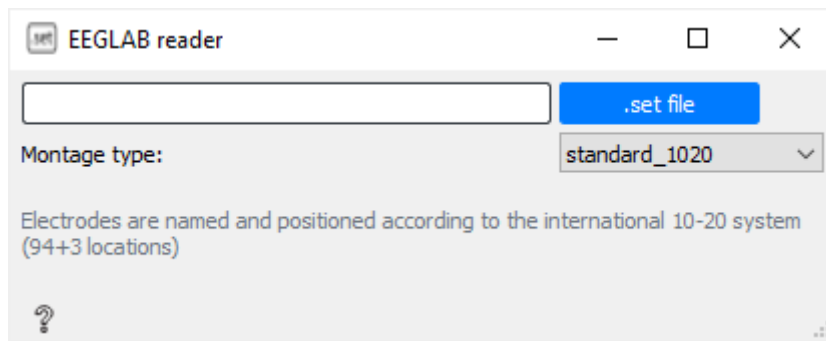 .set EEGLAB reader
.set file
Montage type: standard_1020
Electrodes are named and positioned according to the international 10-20 system
(94+3 locations)
?